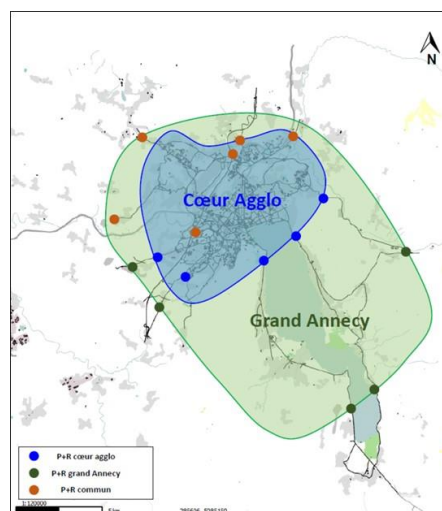 N
Cœur Agglo
Grand Annecy
P+R cœur agglo
P+R grand Annecy
P+R commun
1:120000
5 km